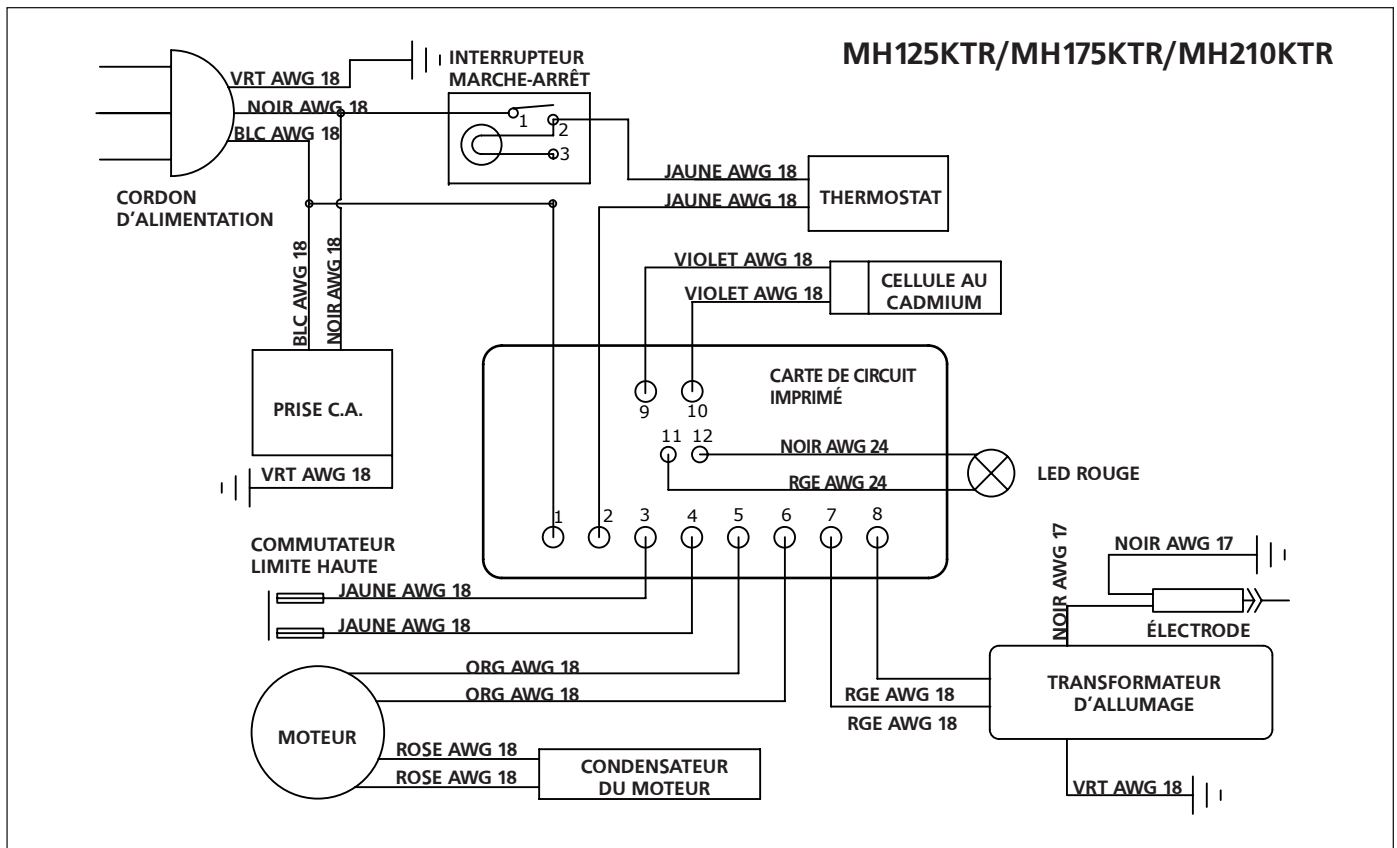 MH125KTR/MH175KTR/MH210KTR
INTERRUPTEUR
MARCHE-ARRÊT
VRT AWG 18
NOIR AWG 18
BLC AWG 18
1
2
3
CORDON
D'ALIMENTATION
JAUNE AWG 18
JAUNE AWG 18
THERMOSTAT
BLC AWG 18
NOIR AWG 18
VIOLET AWG 18
VIOLET AWG 18
CELLULE AU
CADMIUM
PRISE C.A.
VRT AWG 18
CARTE DE CIRCUIT
IMPRIMÉ
9
10
11
12
NOIR AWG 24
RGE AWG 24
LED ROUGE
1
2
3
4
5
6
7
8
COMMUTATEUR
LIMITE HAUTE
JAUNE AWG 18
JAUNE AWG 18
NOIR AWG 17
NOIR AWG 17
ÉLECTRODE
ORG AWG 18
ORG AWG 18
RGE AWG 18
RGE AWG 18
TRANSFORMATEUR
D'ALLUMAGE
MOTEUR
ROSE AWG 18
ROSE AWG 18
CONDENSATEUR
DU MOTEUR
VRT AWG 18